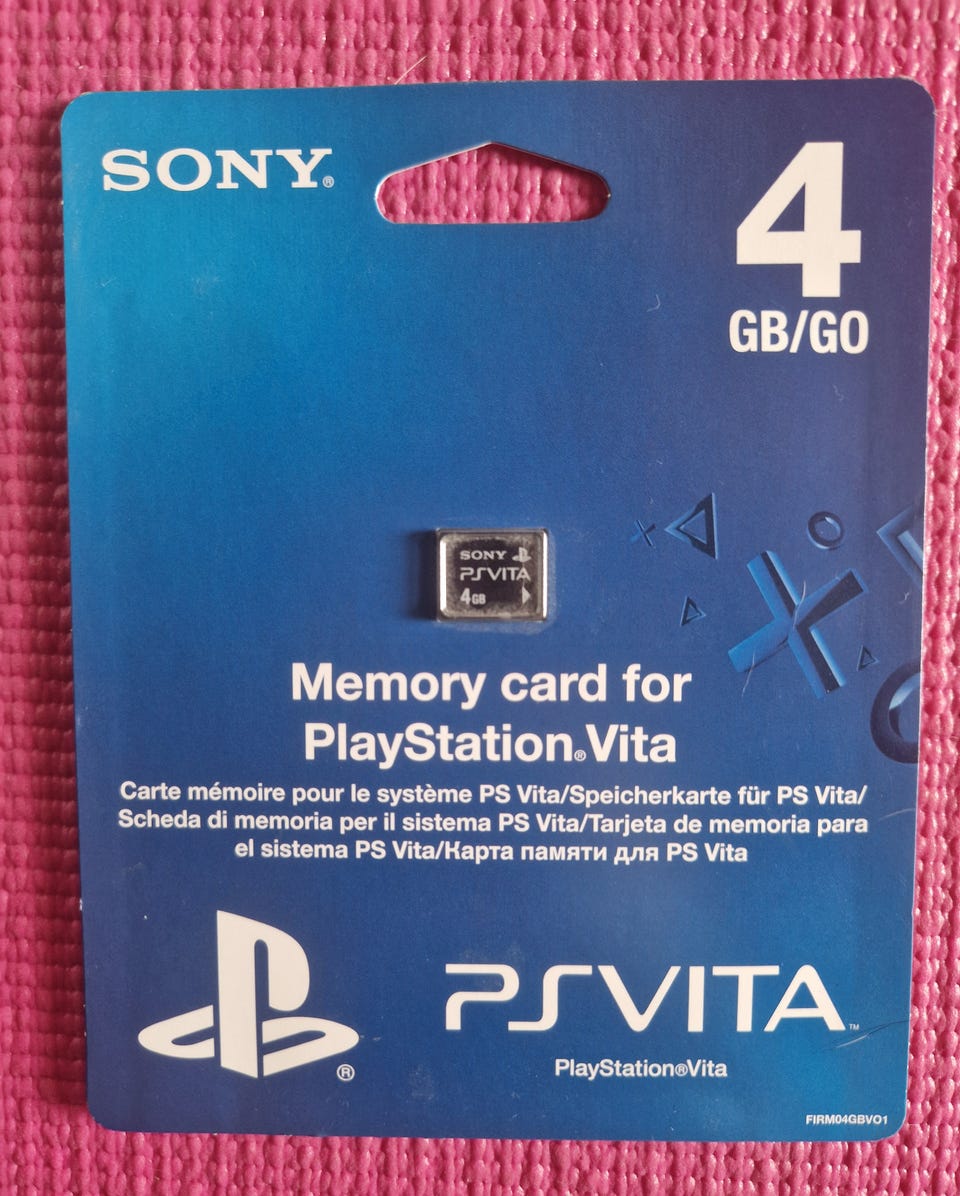 SONY®
4
GB/GO
SONY
PSVITA
4GB
Memory card for
PlayStation®Vita
Carte mémoire pour le système PS Vita/Speicherkarte für PS Vita/
Scheda di memoria per il sistema PS Vita/Tarjeta de memoria para
el sistema PS Vita/Карта памяти для PS Vita
®
PSVITA™
PlayStation®Vita
FIRM04GBVO1